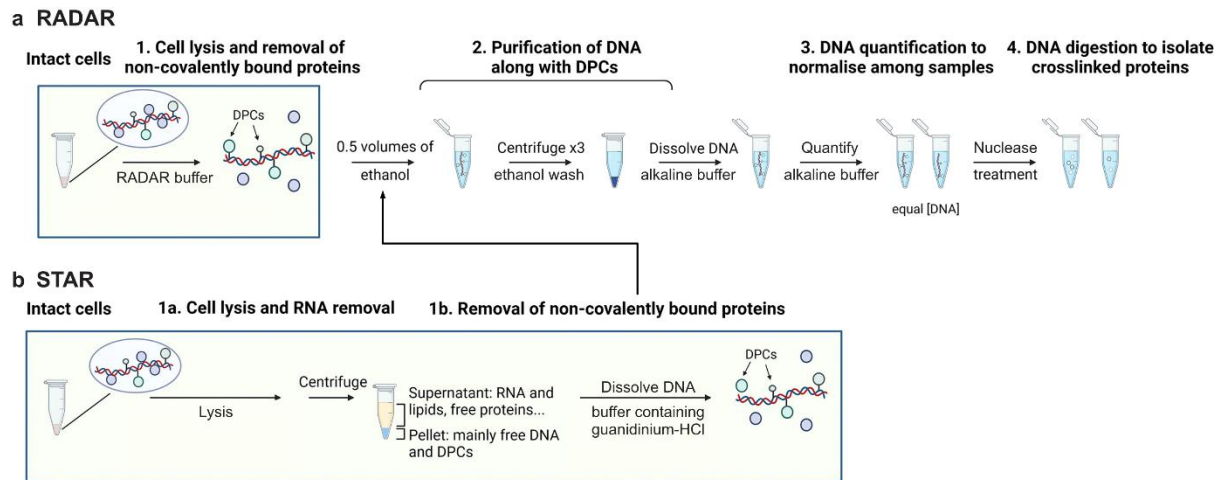 a RADAR
Intact cells
1. Cell lysis and removal of
non-covalently bound proteins
2. Purification of DNA
along with DPCs
3. DNA quantification to
normalise among samples
4. DNA digestion to isolate
crosslinked proteins
DPCs
RADAR buffer
0.5 volumes of
ethanol
Centrifuge x3
ethanol wash
Dissolve DNA
alkaline buffer
Quantify
alkaline buffer
equal [DNA]
Nuclease
treatment
b STAR
Intact cells
1a. Cell lysis and RNA removal
1b. Removal of non-covalently bound proteins
Lysis
Centrifuge
Supernatant: RNA and
lipids, free proteins...
Pellet: mainly free DNA
and DPCs
Dissolve DNA
buffer containing
guanidinium-HCl
DPCs